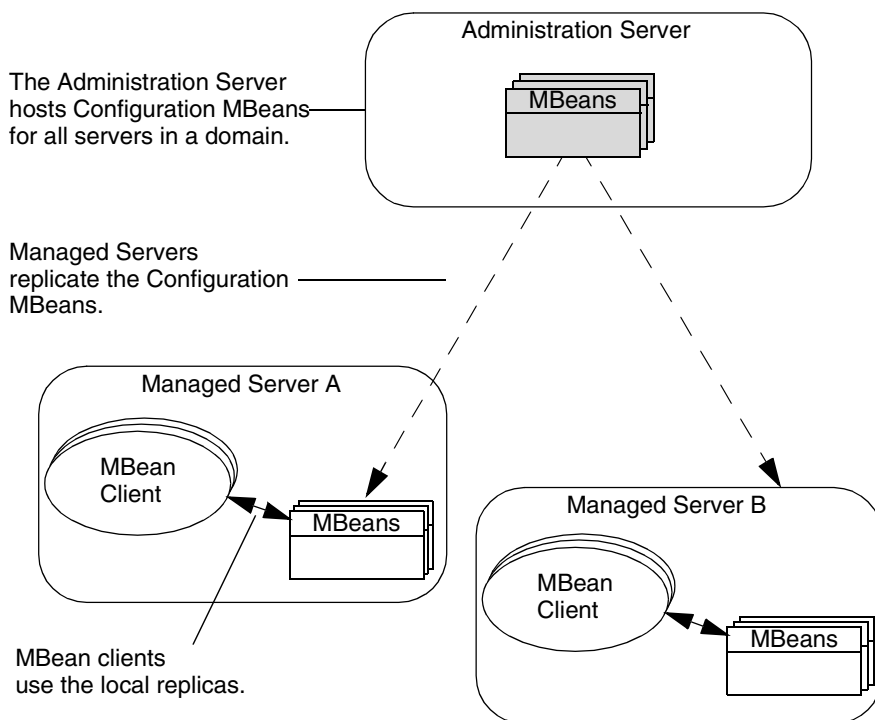 Administration Server
The Administration Server
hosts Configuration MBeans
for all servers in a domain.
MBeans
Managed Servers
replicate the Configuration
MBeans.
Managed Server A
MBean
Client
MBeans
Managed Server B
MBean
Client
MBeans
MBean clients
use the local replicas.